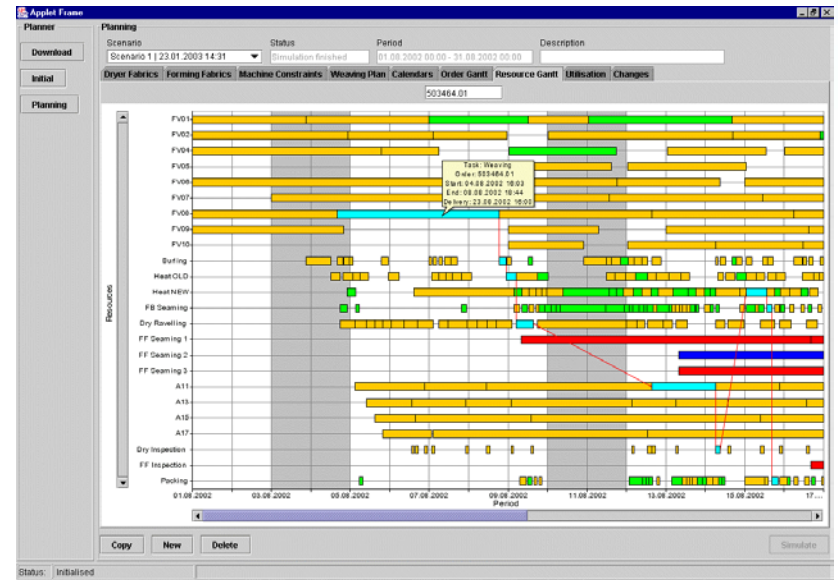 Applet Frame
Planner
Planning
Download
Initial
Planning
Scenario
Status
Period
Description
Scenario 1 | 23.01.2003 14:31
Simulation finished
01.08.2002 00:00 - 31.08.2002 00:00
Dryer Fabrics Forming Fabrics Machine Constraints Weaving Plan Calendars Order Gantt Resource Gantt Utilisation Changes
503464.01
Resources
FV01
FV03
FV04
FV05
FV06
FV07
FV08
FV09
FV10
Burling
HeatOLD
HeatNEW
FB Seaming
Dry Ravelling
FF Seaming 1
FF Seaming 2
FF Seaming 3
A11
A13
A15
A17
Dry Inspection
FF Inspection
Packing
Task: Weaving
Order: 503464.01
Start: 04.08.2002 16:03
End: 08.08.2002 18:44
Delivery: 23.08.2002 16:00
01.08.2002 03.08.2002 05.08.2002 07.08.2002 09.08.2002 11.08.2002 13.08.2002 15.08.2002 17....
Period
Copy New Delete
Simulate
Status: Initialised